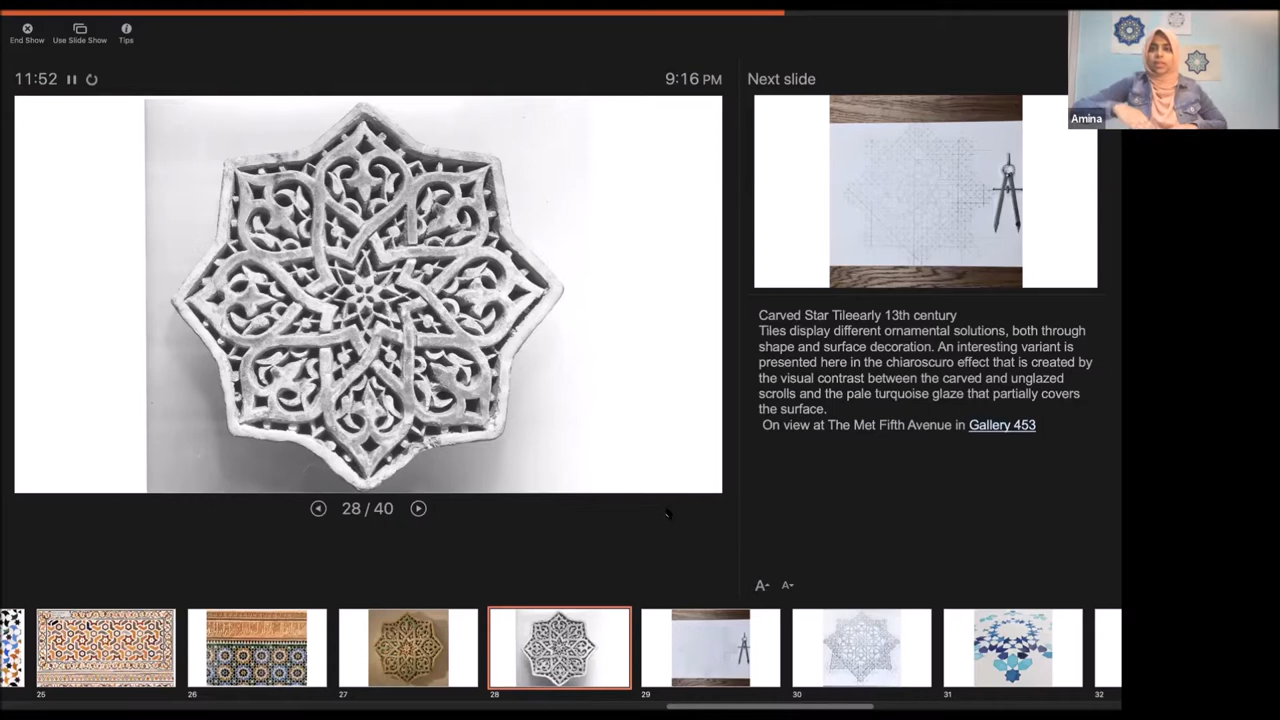 End Show
Use Slide Show
Tips
11:52
9:16 PM
Next slide
Amina
Carved Star Tileearly 13th century
Tiles display different ornamental solutions, both through
shape and surface decoration. An interesting variant is
presented here in the chiaroscuro effect that is created by
the visual contrast between the carved and unglazed
scrolls and the pale turquoise glaze that partially covers
the surface.
On view at The Met Fifth Avenue in Gallery 453
28 / 40
A A
25
26
27
28
29
30
31
32